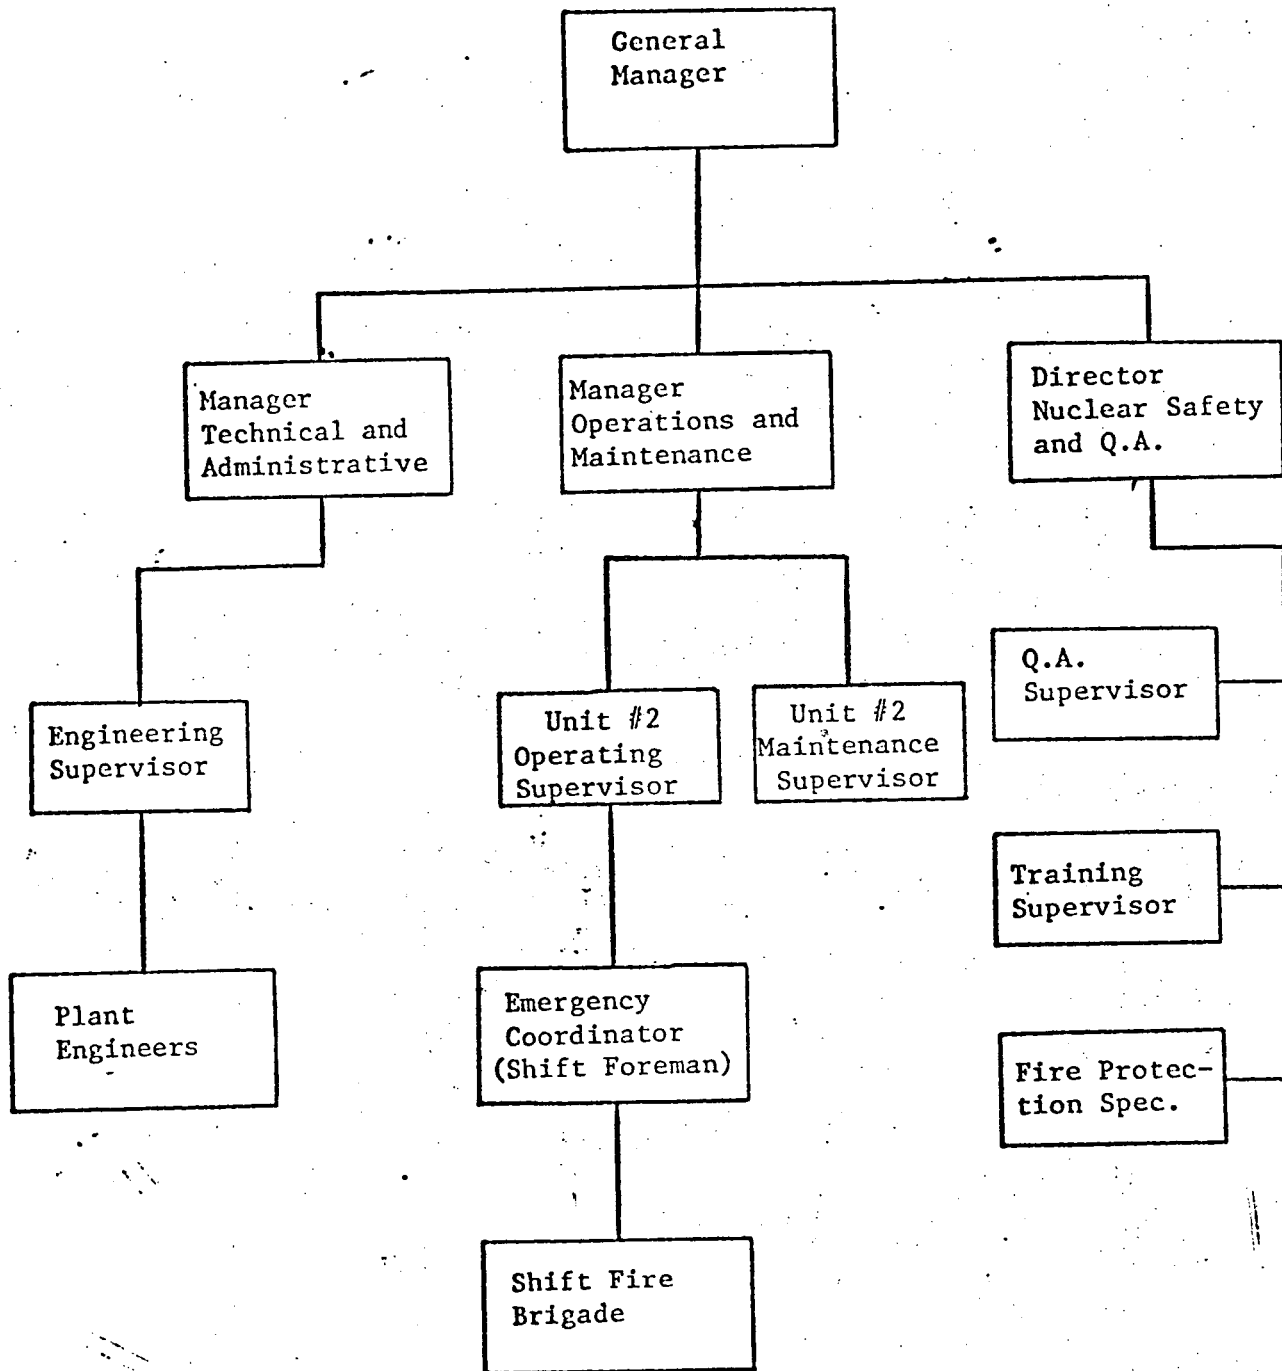 General
Manager
Manager
Technical and
Administrative
Manager
Operations and
Maintenance
Director
Nuclear Safety
and Q.A.
Engineering
Supervisor
Unit #2
Operating
Supervisor
Unit #2
Maintenance
Supervisor
Q.A.
Supervisor
Training
Supervisor
Plant
Engineers
Emergency
Coordinator
(Shift Foreman)
Fire Protec-
tion Spec.
Shift Fire
Brigade